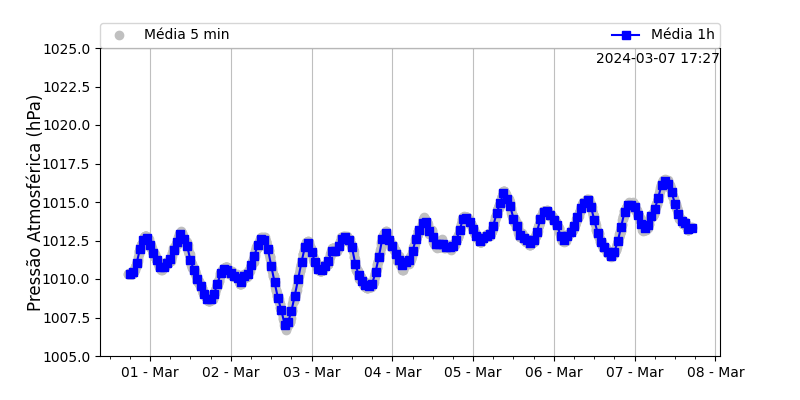 Média 5 min
Média 1h
2024-03-07 17:27
Pressão Atmosférica (hPa)
1025.0
1022.5
1020.0
1017.5
1015.0
1012.5
1010.0
1007.5
1005.0
01 - Mar
02 - Mar
03 - Mar
04 - Mar
05 - Mar
06 - Mar
07 - Mar
08 - Mar